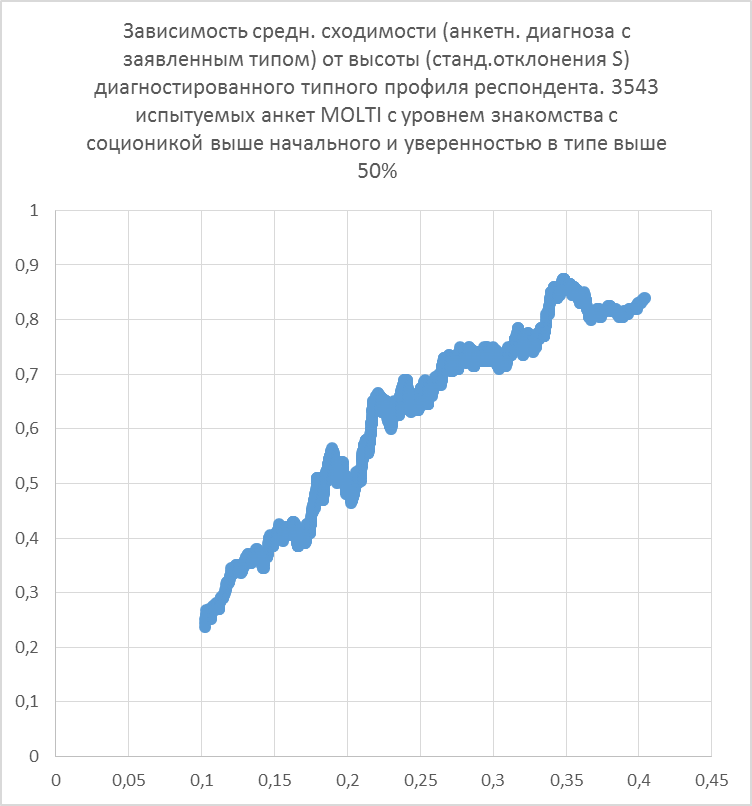 Зависимость средн. сходимости (анкетн. диагноза с
заявленным типом) от высоты (станд.отклонения S)
диагностированного типного профиля респондента. 3543
испытуемых анкет MOLTI с уровнем знакомства с
соционикой выше начального и уверенностью в типе выше
50%
1
0,9
0,8
0,7
0,6
0,5
0,4
0,3
0,2
0,1
0
0 0,05 0,1 0,15 0,2 0,25 0,3 0,35 0,4 0,45